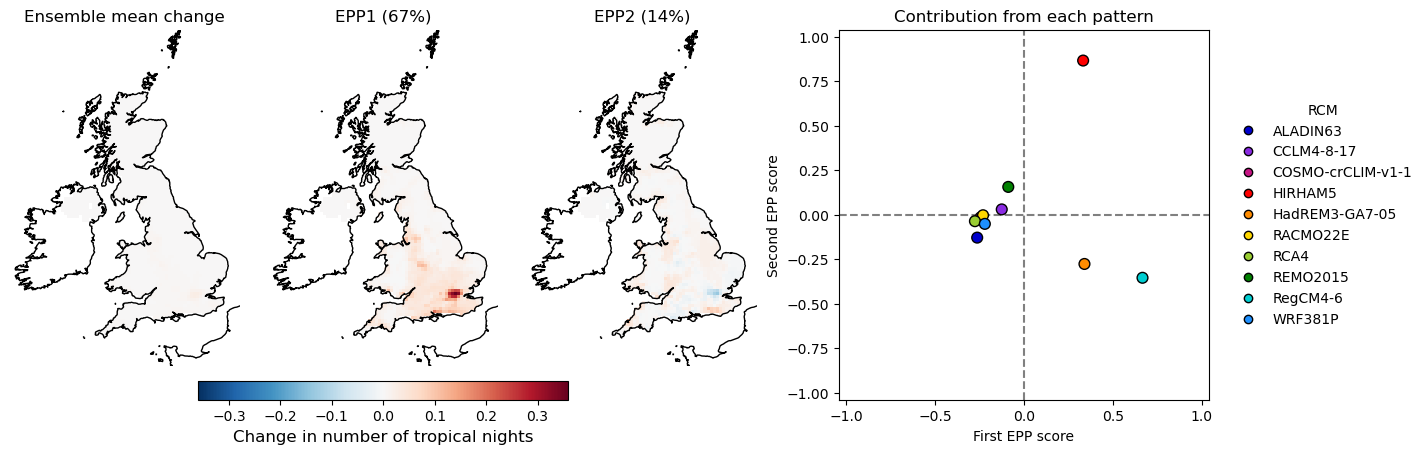 Ensemble mean change
EPP1 (67%)
EPP2 (14%)
−0.3 −0.2 −0.1 0.0 0.1 0.2 0.3
Change in number of tropical nights
Contribution from each pattern
1.00
0.75
0.50
0.25
0.00
−0.25
−0.50
−0.75
−1.00
Second EPP score
−1.0 −0.5 0.0 0.5 1.0
First EPP score
RCM
ALADIN63
CCLM4-8-17
COSMO-crCLIM-v1-1
HIRHAM5
HadREM3-GA7-05
RACMO22E
RCA4
REMO2015
RegCM4-6
WRF381P